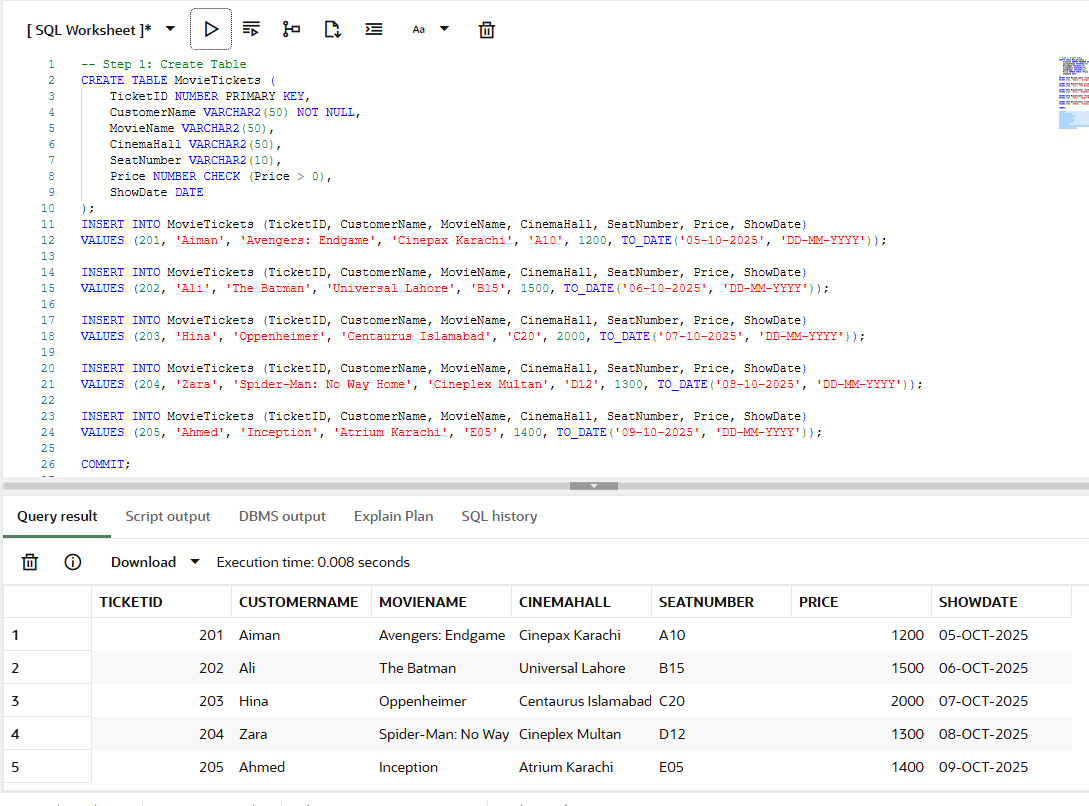 [ SQL Worksheet ]*
Aa
1 -- Step 1: Create Table
2 CREATE TABLE MovieTickets (
3 TicketID NUMBER PRIMARY KEY,
4 CustomerName VARCHAR2(50) NOT NULL,
5 MovieName VARCHAR2(50),
6 CinemaHall VARCHAR2(50),
7 SeatNumber VARCHAR2(10),
8 Price NUMBER CHECK (Price > 0),
9 ShowDate DATE
10 );
11 INSERT INTO MovieTickets (TicketID, CustomerName, MovieName, CinemaHall, SeatNumber, Price, ShowDate)
12 VALUES (201, 'Aiman', 'Avengers: Endgame', 'Cinepax Karachi', 'A10', 1200, TO_DATE('05-10-2025', 'DD-MM-YYYY'));
13
14 INSERT INTO MovieTickets (TicketID, CustomerName, MovieName, CinemaHall, SeatNumber, Price, ShowDate)
15 VALUES (202, 'Ali', 'The Batman', 'Universal Lahore', 'B15', 1500, TO_DATE('06-10-2025', 'DD-MM-YYYY'));
16
17 INSERT INTO MovieTickets (TicketID, CustomerName, MovieName, CinemaHall, SeatNumber, Price, ShowDate)
18 VALUES (203, 'Hina', 'Oppenheimer', 'Centaurus Islamabad', 'C20', 2000, TO_DATE('07-10-2025', 'DD-MM-YYYY'));
19
20 INSERT INTO MovieTickets (TicketID, CustomerName, MovieName, CinemaHall, SeatNumber, Price, ShowDate)
21 VALUES (204, 'Zara', 'Spider-Man: No Way Home', 'Cineplex Multan', 'D12', 1300, TO_DATE('08-10-2025', 'DD-MM-YYYY'));
22
23 INSERT INTO MovieTickets (TicketID, CustomerName, MovieName, CinemaHall, SeatNumber, Price, ShowDate)
24 VALUES (205, 'Ahmed', 'Inception', 'Atrium Karachi', 'E05', 1400, TO_DATE('09-10-2025', 'DD-MM-YYYY'));
25
26 COMMIT;
Query result Script output DBMS output Explain Plan SQL history
Download Execution time: 0.008 seconds
TICKETID CUSTOMERNAME MOVIENAME CINEMAHALL SEATNUMBER PRICE SHOWDATE
1 201 Aiman Avengers: Endgame Cinepax Karachi A10 1200 05-OCT-2025
2 202 Ali The Batman Universal Lahore B15 1500 06-OCT-2025
3 203 Hina Oppenheimer Centaurus Islamabad C20 2000 07-OCT-2025
4 204 Zara Spider-Man: No Way Cineplex Multan D12 1300 08-OCT-2025
5 205 Ahmed Inception Atrium Karachi E05 1400 09-OCT-2025